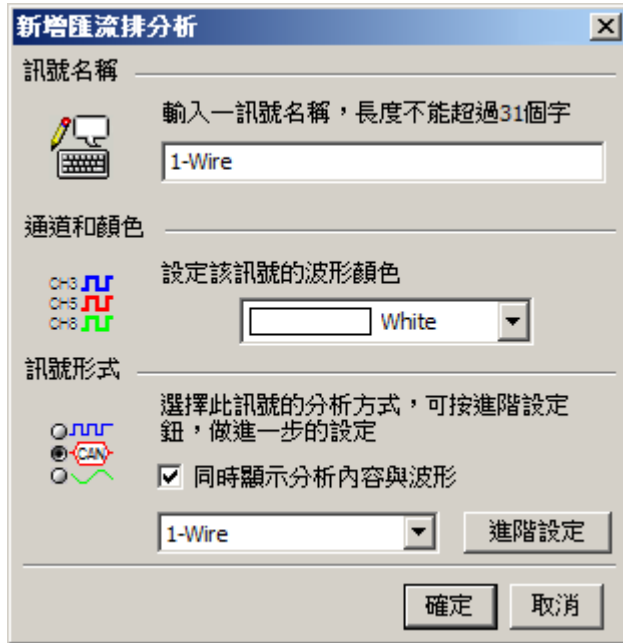 新增匯流排分析
訊號名稱
輸入一訊號名稱，長度不能超過31個字
1-Wire
通道和顏色
CH3
CH5
CH8
設定該訊號的波形顏色
White
訊號形式
選擇此訊號的分析方式，可按進階設定
鈕，做進一步的設定
CAN
同時顯示分析內容與波形
1-Wire
進階設定
確定
取消